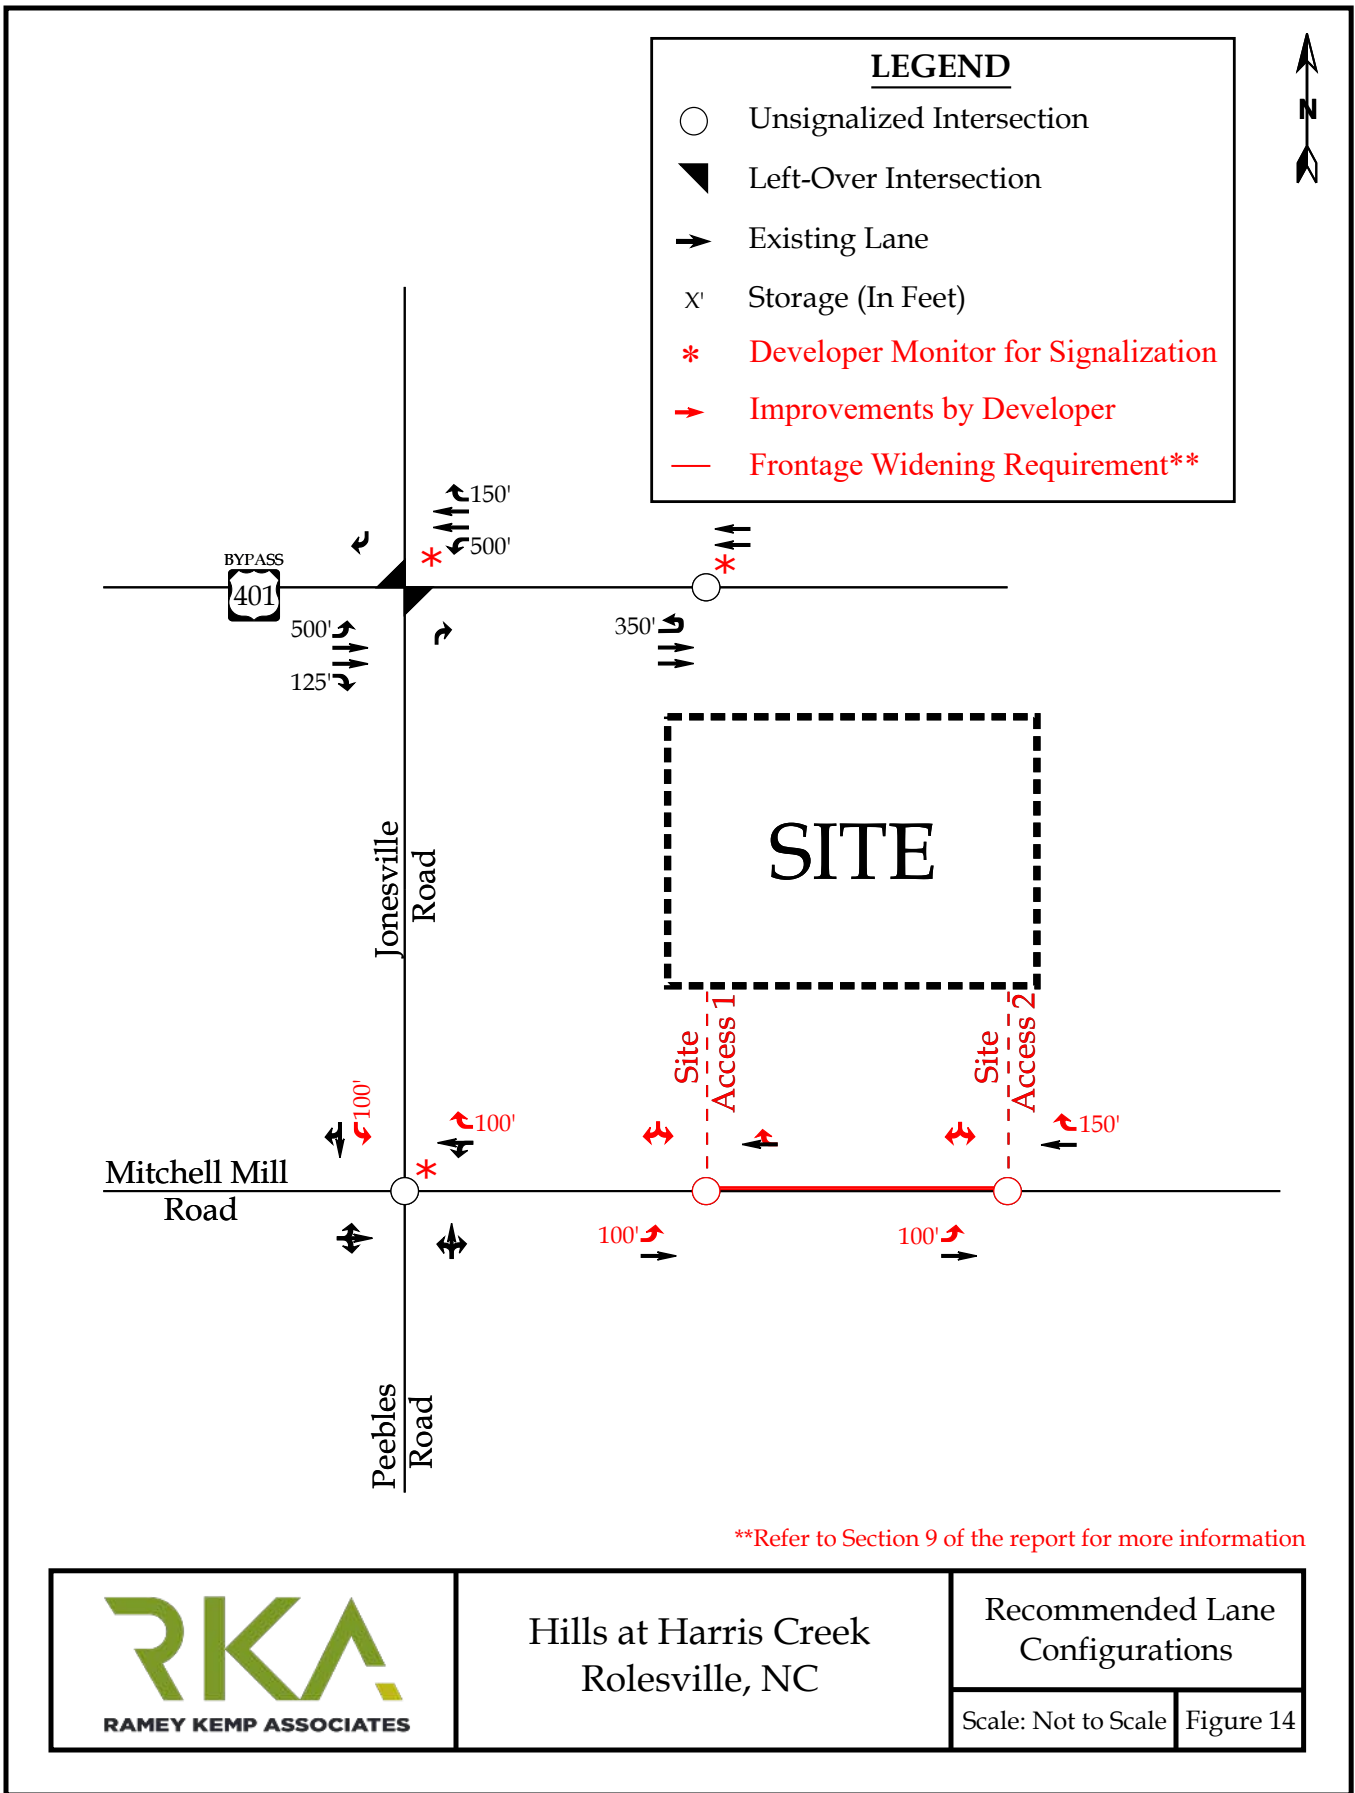 LEGEND
Unsignalized Intersection
Left-Over Intersection
Existing Lane
X' Storage (In Feet)
* Developer Monitor for Signalization
Improvements by Developer
Frontage Widening Requirement**
N
150'
500'
*
*
BYPASS
401
500'
125'
350'
SITE
Jonesville
Road
Site
Access 1
Site
Access 2
100'
100'
150'
*
Mitchell Mill
Road
100'
100'
Peebles
Road
**Refer to Section 9 of the report for more information
RKA
RAMEY KEMP ASSOCIATES
Hills at Harris Creek
Rolesville, NC
Recommended Lane
Configurations
Scale: Not to Scale
Figure 14